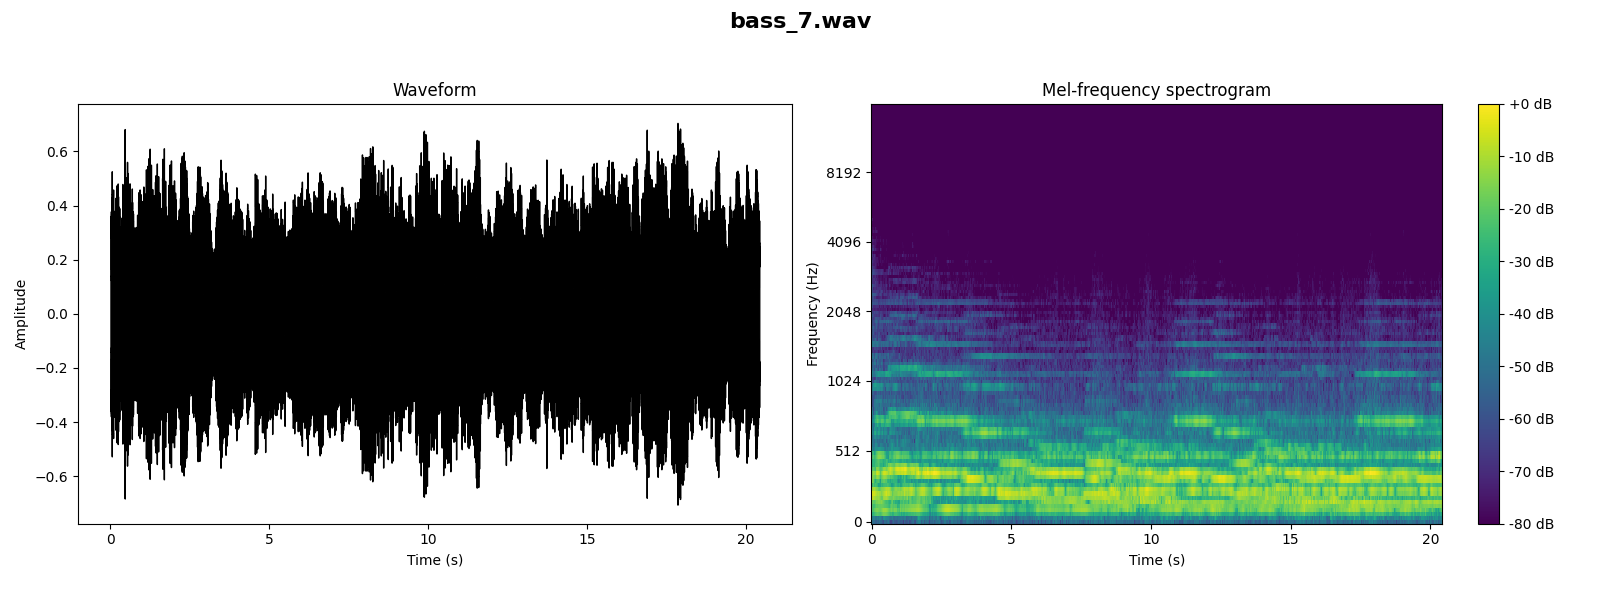 bass_7.wav
Waveform
Amplitude
0.6
0.4
0.2
0.0
−0.2
−0.4
−0.6
0 5 10 15 20
Time (s)
Mel-frequency spectrogram
Frequency (Hz)
8192
4096
2048
1024
512
0
0 5 10 15 20
Time (s)
+0 dB
-10 dB
-20 dB
-30 dB
-40 dB
-50 dB
-60 dB
-70 dB
-80 dB